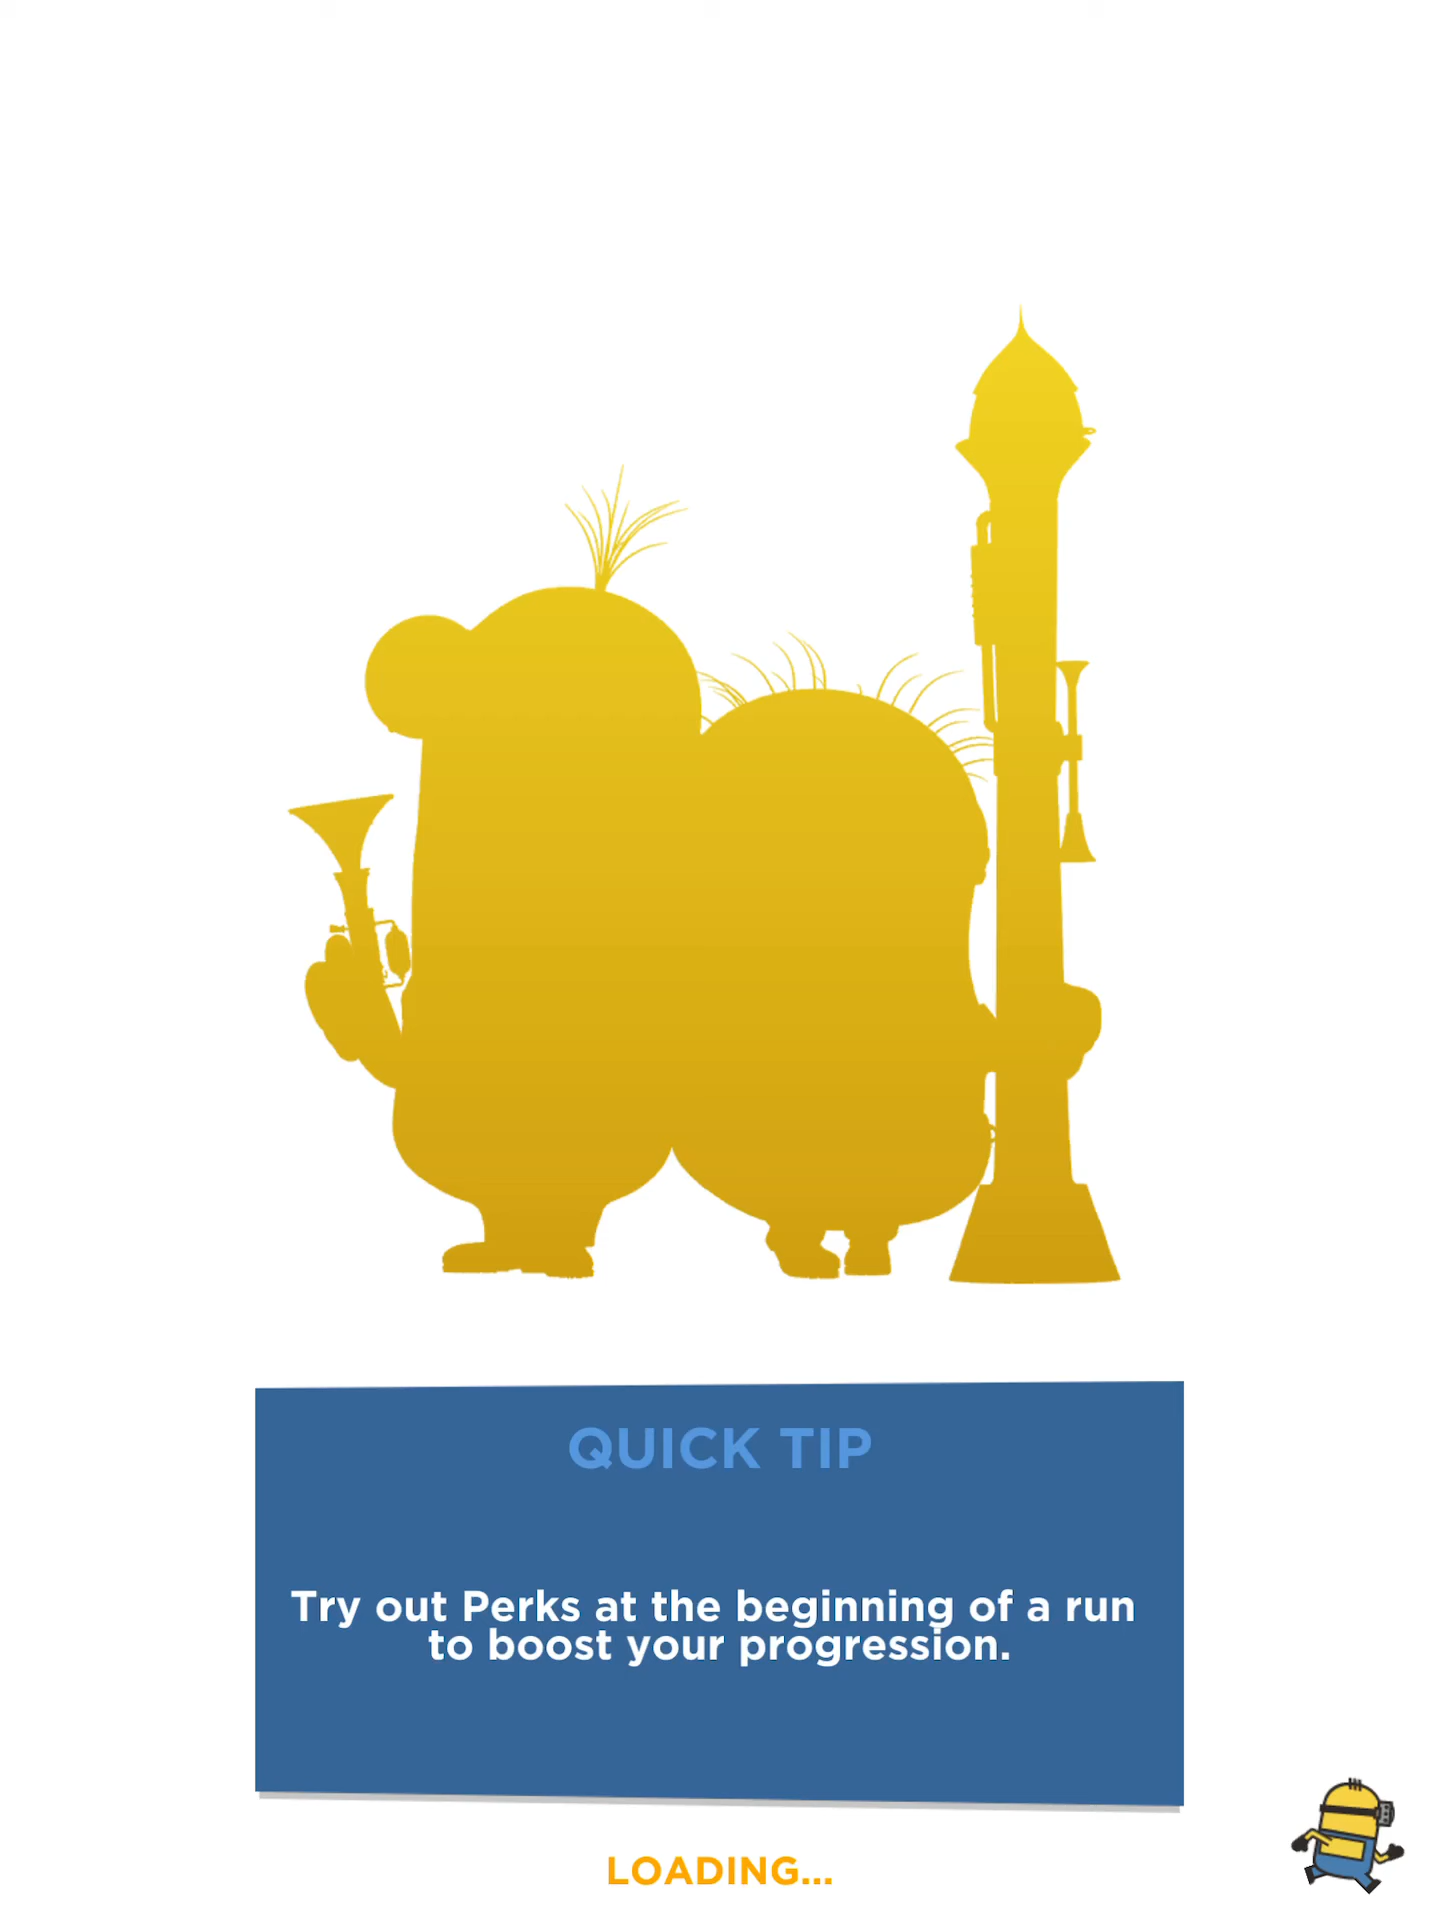 QUICK TIP
Try out Perks at the beginning of a run
to boost your progression.
LOADING...